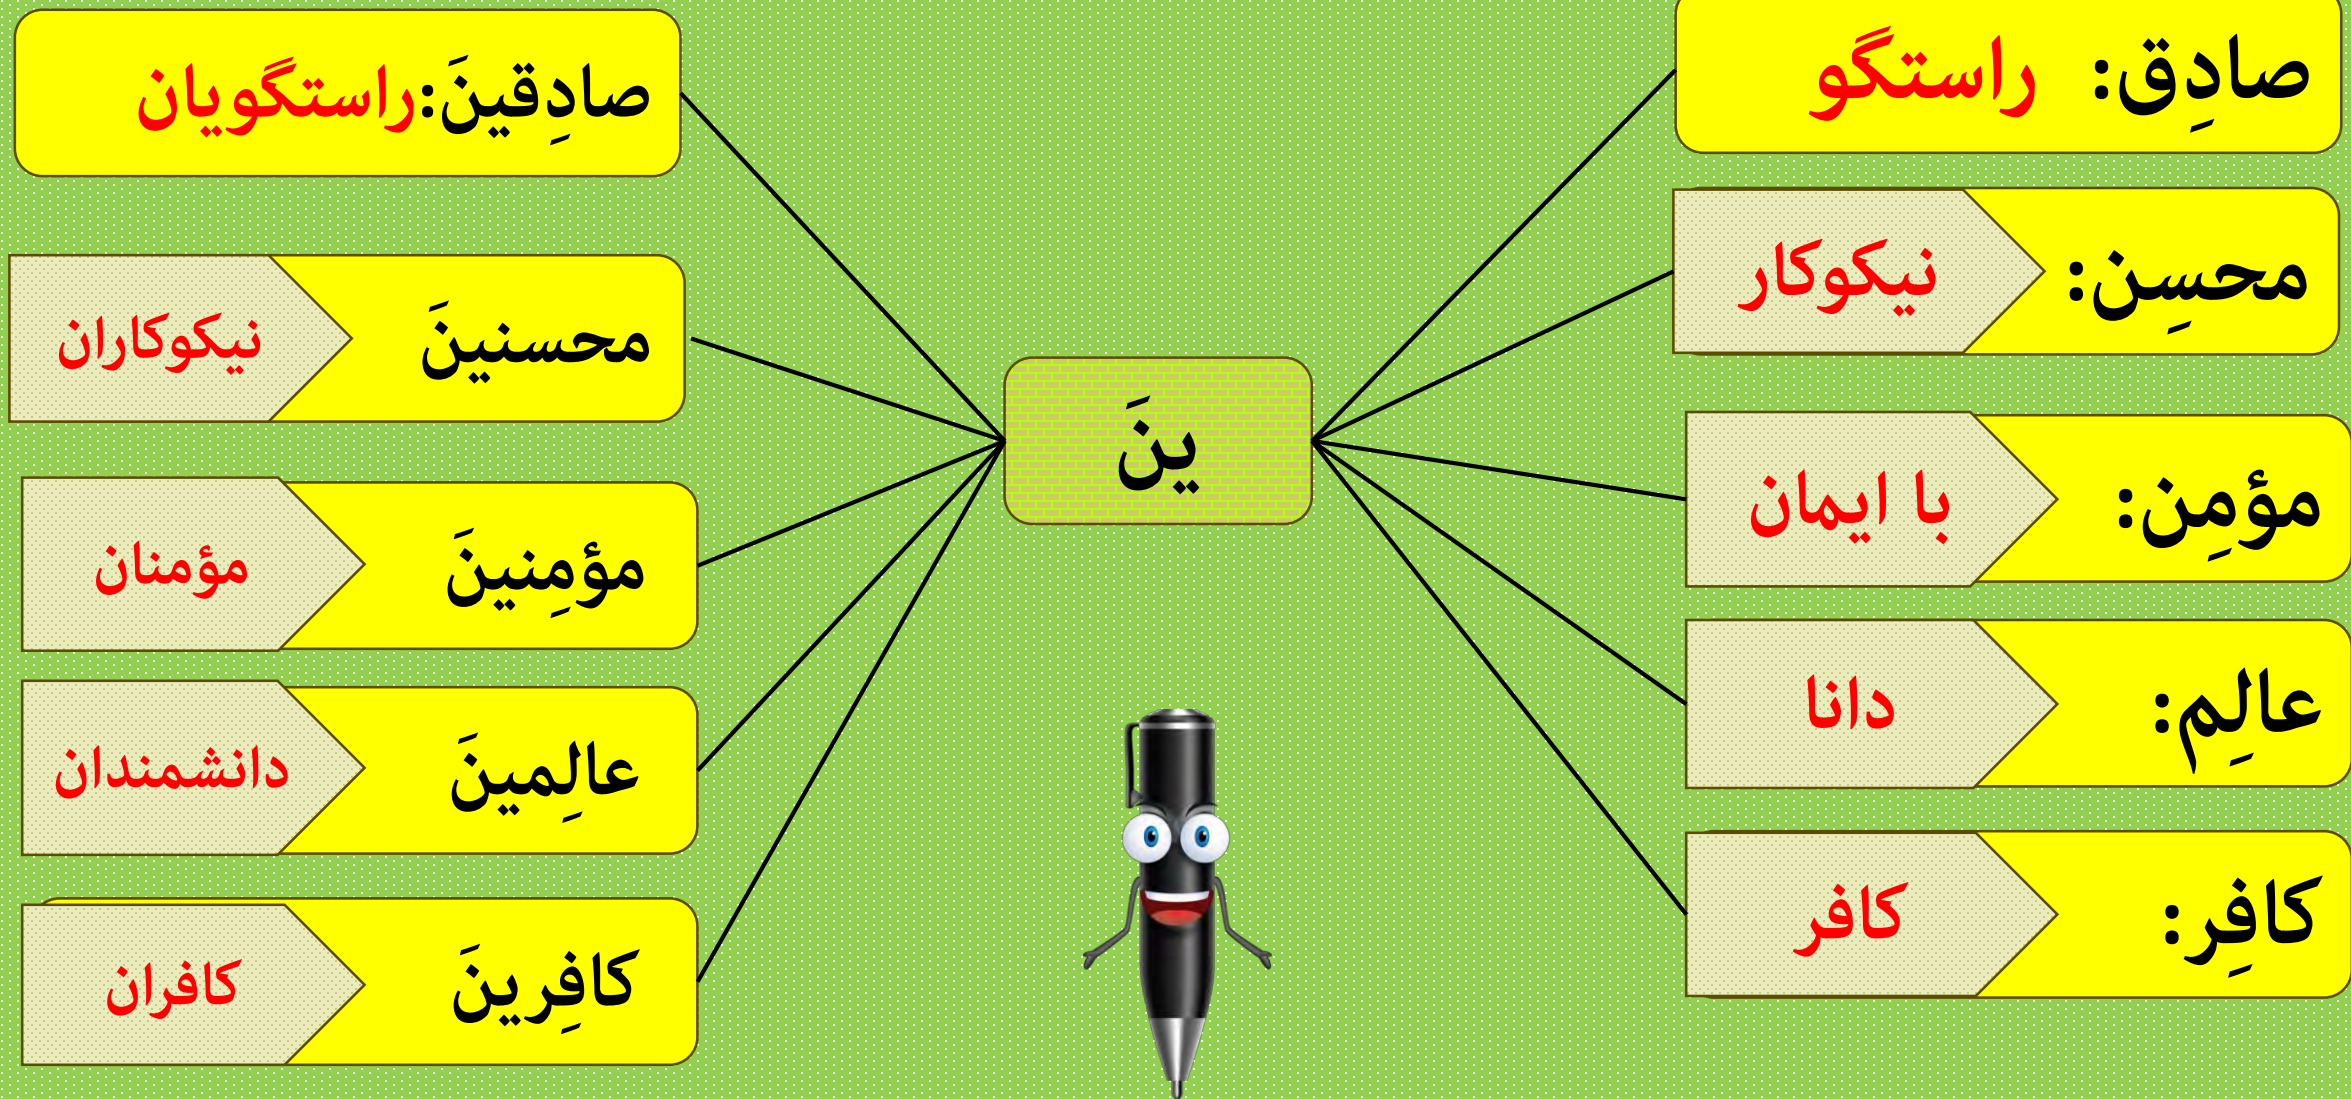 صادِق: راستگو
محسِن: نیکوکار
مؤمِن: با ایمان
عالِم: دانا
کافِر: کافر
ینَ
صادِقینَ:راستگویان
محسنینَ نیکوکاران
مؤمِنینَ مؤمنان
عالِمینَ دانشمندان
کافِرینَ کافران